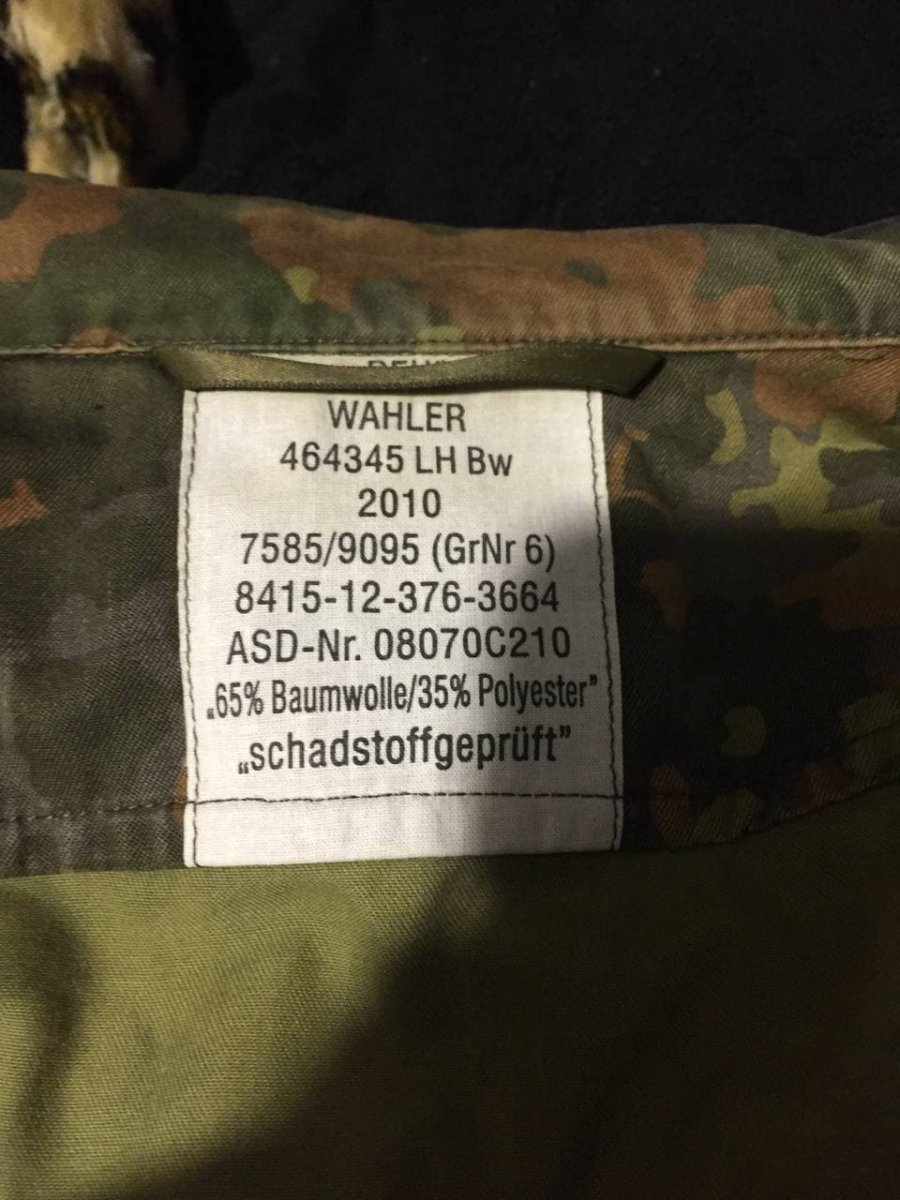 WAHLER
464345 LH Bw
2010
7585/9095 (GrNr 6)
8415-12-376-3664
ASD-Nr. 08070C210
„65% Baumwolle/35% Polyester”
„schadstoffgeprüft”